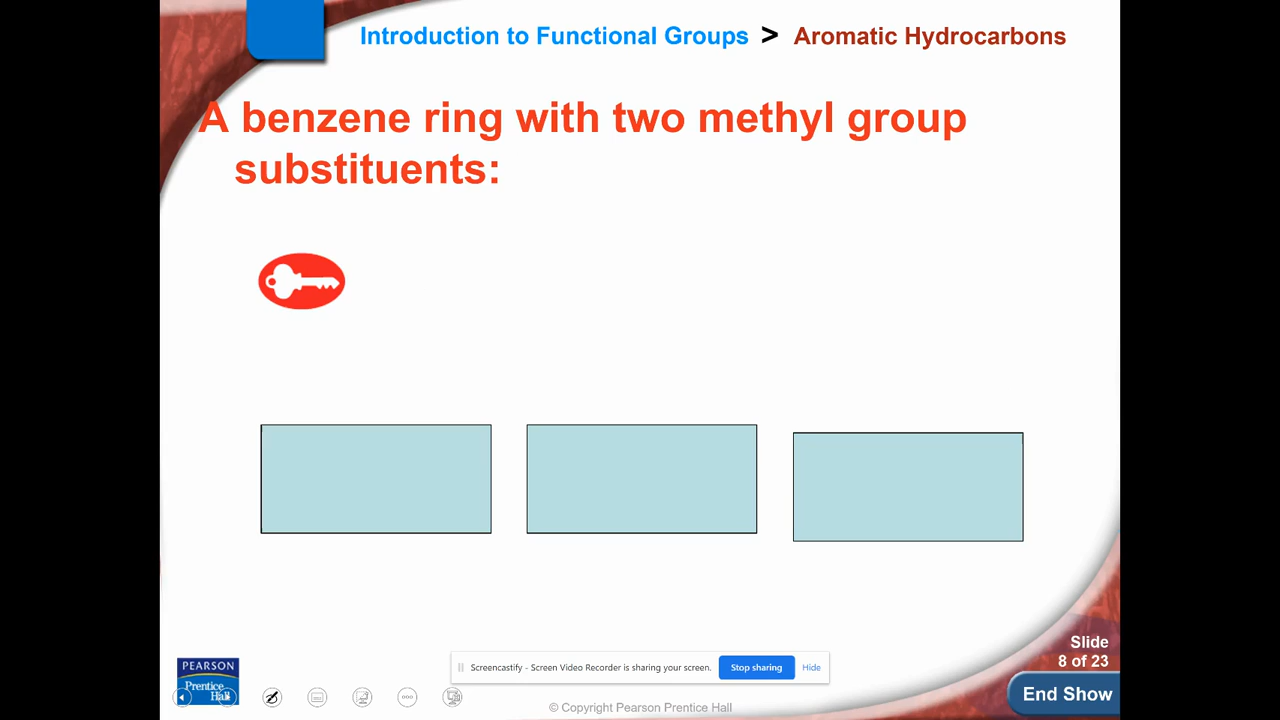 Introduction to Functional Groups > Aromatic Hydrocarbons
A benzene ring with two methyl group
substituents:
Slide
8 of 23
End Show
PEARSON
Prentice
Hall
Screencastify - Screen Video Recorder is sharing your screen. Stop sharing Hide
© Copyright Pearson Prentice Hall